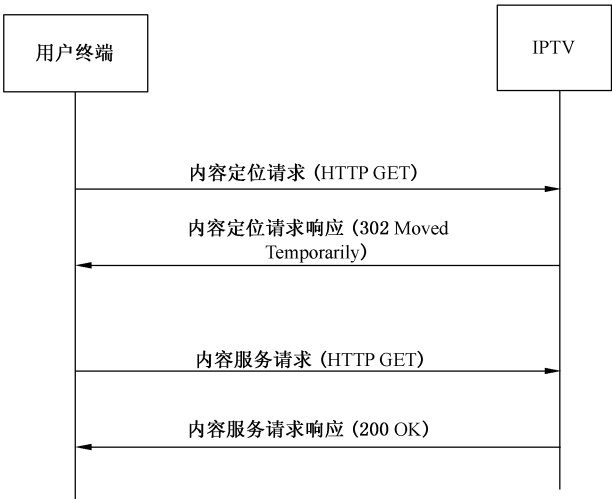 用户终端
IPTV
内容定位请求 (HTTP GET)
内容定位请求响应 (302 Moved
Temporarily)
内容服务请求 (HTTP GET)
内容服务请求响应 (200 OK)